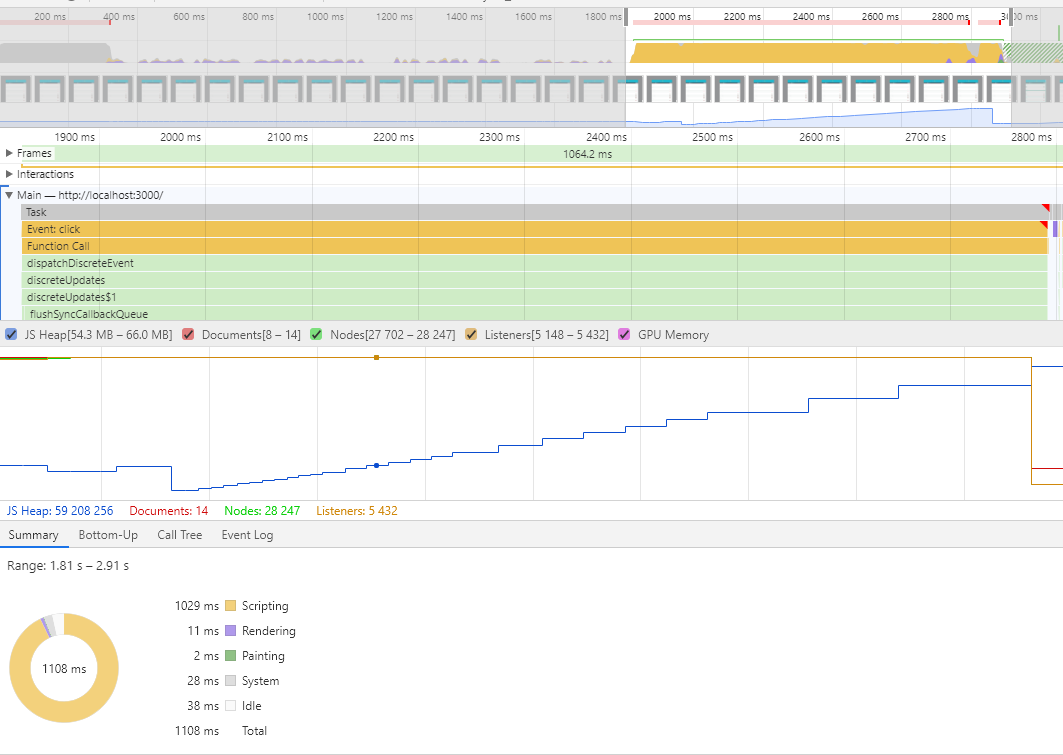 200 ms 400 ms 600 ms 800 ms 1000 ms 1200 ms 1400 ms 1600 ms 1800 ms 2000 ms 2200 ms 2400 ms 2600 ms 2800 ms ms
1900 ms 2000 ms 2100 ms 2200 ms 2300 ms 2400 ms 2500 ms 2600 ms 2700 ms 2800 ms
Frames 1064.2 ms
Interactions
Main — http://localhost:3000/
Task
Event: click
Function Call
dispatchDiscreteEvent
discreteUpdates
discreteUpdates$1
flushSyncCallbackQueue
JS Heap[54.3 MB – 66.0 MB] Documents[8 – 14] Nodes[27 702 – 28 247] Listeners[5 148 – 5 432] GPU Memory
JS Heap: 59 208 256 Documents: 14 Nodes: 28 247 Listeners: 5 432
Summary Bottom-Up Call Tree Event Log
Range: 1.81 s – 2.91 s
1029 ms Scripting
11 ms Rendering
2 ms Painting
1108 ms
28 ms System
38 ms Idle
1108 ms Total